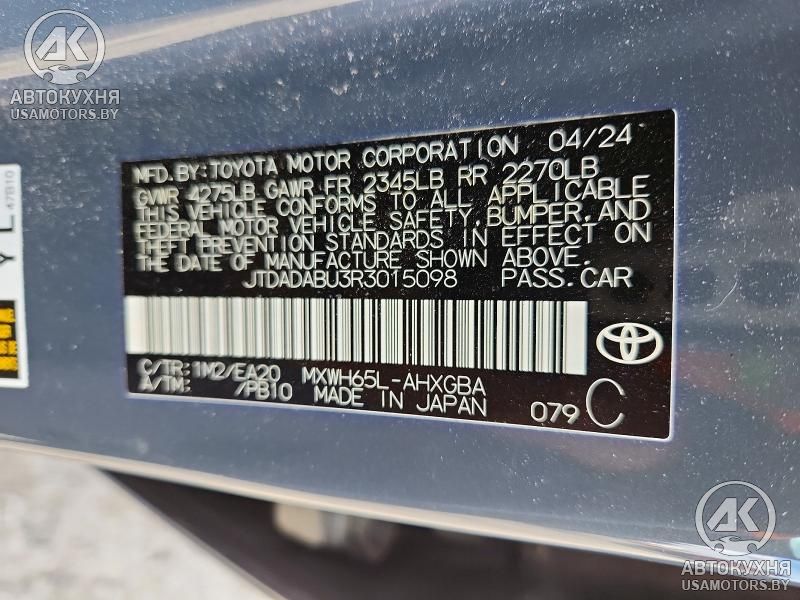 АК
АВТОКУХНЯ
USAMOTORS.BY
MFD.BY:TOYOTA MOTOR CORPORATION 04/24
GVWR 4275LB GAWR FR 2345LB RR 2270LB
THIS VEHICLE CONFORMS TO ALL APPLICABLE
FEDERAL MOTOR VEHICLE SAFETY, BUMPER, AND
THEFT PREVENTION STANDARDS IN EFFECT ON
THE DATE OF MANUFACTURE SHOWN ABOVE.
JTDADABU3R3015098 PASS.CAR
C/TR:1M2/EA20 MXWH65L-AHXGBA
A/TM: /PB10 MADE IN JAPAN
079 C
Y L
47B10
АК
АВТОКУХНЯ
USAMOTORS.BY